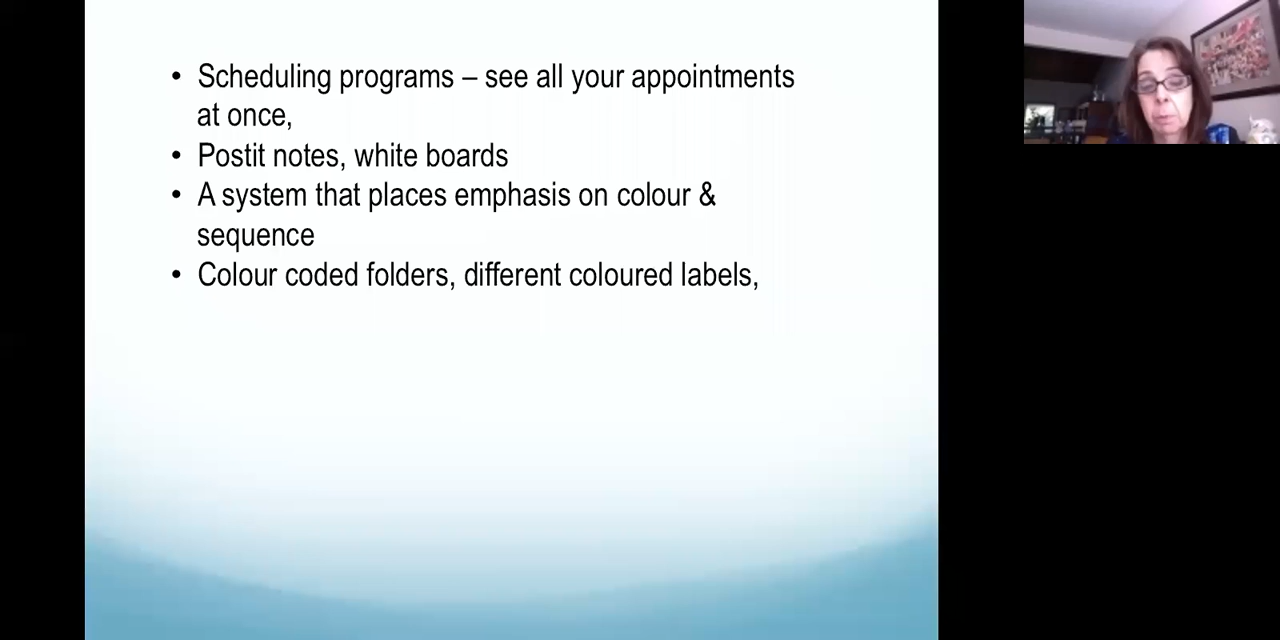 • Scheduling programs – see all your appointments
at once,
• Postit notes, white boards
• A system that places emphasis on colour &
sequence
• Colour coded folders, different coloured labels,